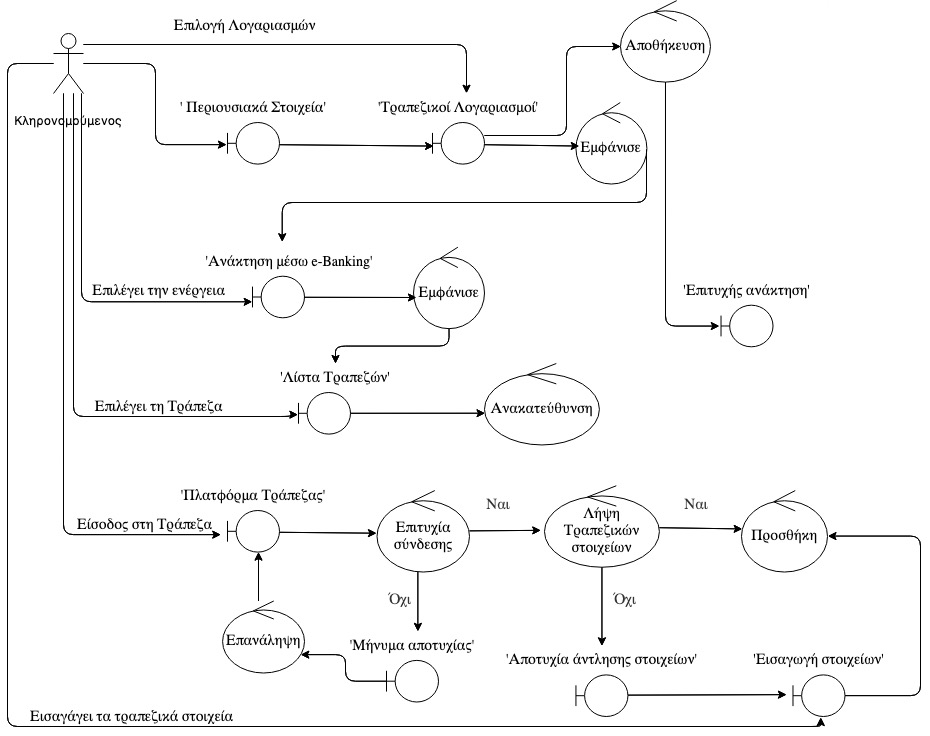 Επιλογή Λογαριασμών
Αποθήκευση
Κληρονομούμενος
' Περιουσιακά Στοιχεία'
'Τραπεζικοί Λογαριασμοί'
Εμφάνισε
'Ανάκτηση μέσω e-Banking'
Επιλέγει την ενέργεια
Εμφάνισε
'Επιτυχής ανάκτηση'
'Λίστα Τραπεζών'
Επιλέγει τη Τράπεζα
Ανακατεύθυνση
'Πλατφόρμα Τράπεζας'
Είσοδος στη Τράπεζα
Επιτυχία
σύνδεσης
Ναι
Λήψη
Τραπεζικών
στοιχείων
Ναι
Προσθήκη
Όχι
Όχι
Επανάληψη
'Μήνυμα αποτυχίας'
'Αποτυχία άντλησης στοιχείων'
'Εισαγωγή στοιχείων'
Εισαγάγει τα τραπεζικά στοιχεία